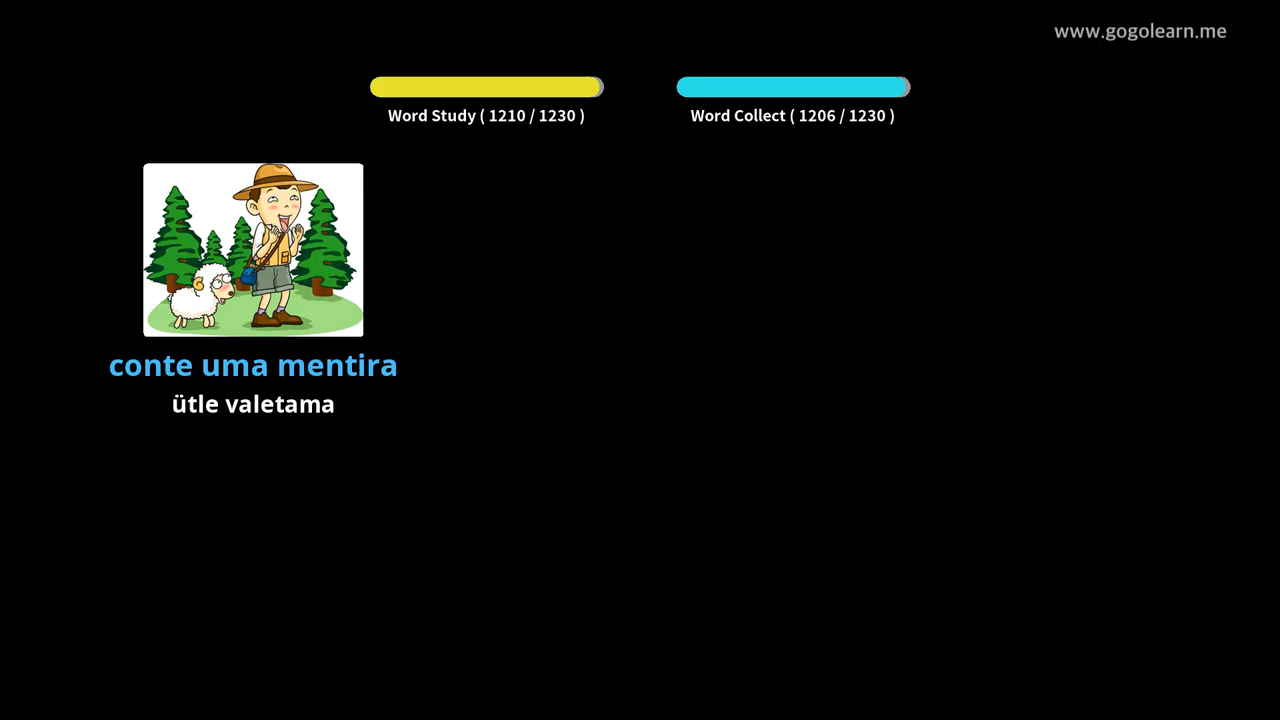 www.gogolearn.me
Word Study ( 1210 / 1230 )
Word Collect ( 1206 / 1230 )
conte uma mentira
ütle valetama